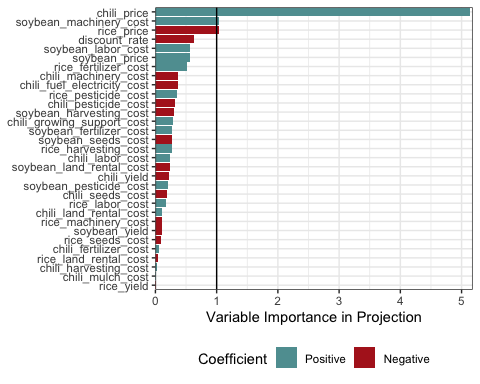 chili_price
soybean_machinery_cost
rice_price
discount_rate
soybean_labor_cost
soybean_price
rice_fertilizer_cost
chili_machinery_cost
chili_fuel_electricity_cost
rice_pesticide_cost
chili_pesticide_cost
soybean_harvesting_cost
chili_growing_support_cost
soybean_fertilizer_cost
soybean_seeds_cost
rice_harvesting_cost
chili_labor_cost
soybean_land_rental_cost
chili_yield
soybean_pesticide_cost
chili_seeds_cost
rice_labor_cost
chili_land_rental_cost
rice_machinery_cost
soybean_yield
rice_seeds_cost
chili_fertilizer_cost
rice_land_rental_cost
chili_harvesting_cost
chili_mulch_cost
rice_yield
0 1 2 3 4 5
Variable Importance in Projection
Coefficient Positive Negative